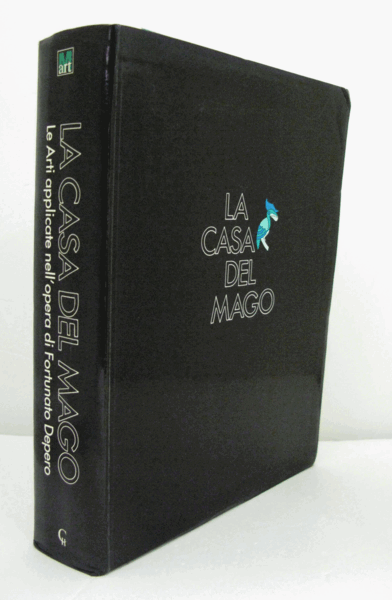 Mart
LA CASA DEL MAGO
Le Arti applicate nell'opera di Fortunato Depero
LA
CASA
DEL
MAGO